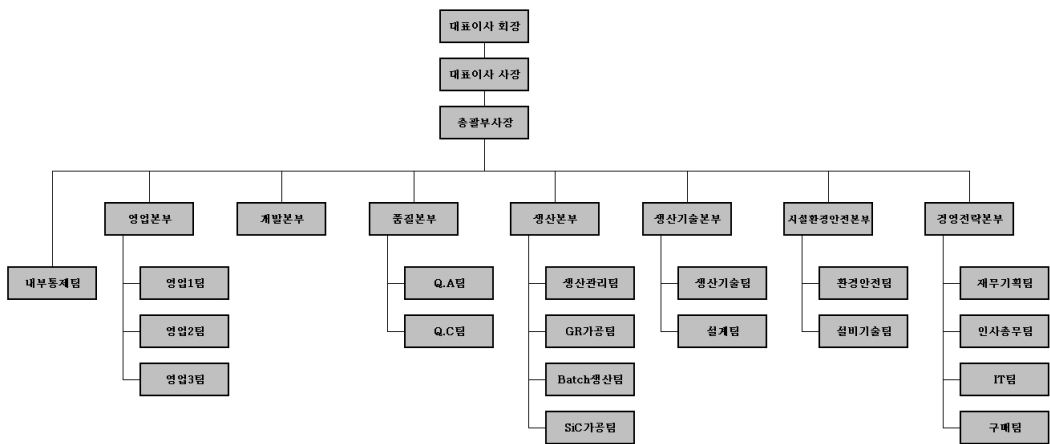 대표이사 회장
대표이사 사장
총괄부사장
영업본부
개발본부
품질본부
생산본부
생산기술본부
시설환경안전본부
경영전략본부
내부통제팀
영업1팀
Q.A팀
생산관리팀
생산기술팀
환경안전팀
재무기획팀
영업2팀
Q.C팀
GR가공팀
설계팀
설비기술팀
인사총무팀
영업3팀
Batch생산팀
IT팀
SiC가공팀
구매팀